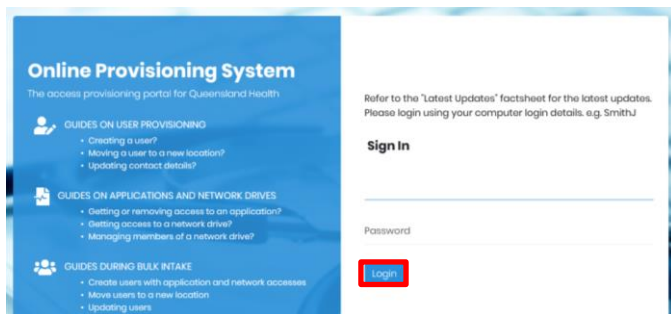 Online Provisioning System
The access provisioning portal for Queensland Health
GUIDES ON USER PROVISIONING
• Creating a user?
• Moving a user to a new location?
• Updating contact details?
GUIDES ON APPLICATIONS AND NETWORK DRIVES
• Getting or removing access to an application?
• Getting access to a network drive?
• Managing members of a network drive?
GUIDES DURING BULK INTAKE
• Create users with application and network accesses
• Move users to a new location
• Updating users
Refer to the "Latest Updates" factsheet for the latest updates.
Please login using your computer login details. e.g. SmithJ
Sign In
Password
Login